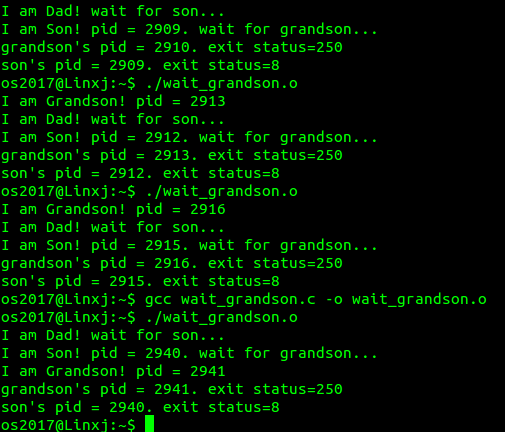 I am Dad! wait for son...
I am Son! pid = 2909. wait for grandson...
grandson's pid = 2910. exit status=250
son's pid = 2909. exit status=8
os2017@Linxj:~$ ./wait_grandson.o
I am Grandson! pid = 2913
I am Dad! wait for son...
I am Son! pid = 2912. wait for grandson...
grandson's pid = 2913. exit status=250
son's pid = 2912. exit status=8
os2017@Linxj:~$ ./wait_grandson.o
I am Grandson! pid = 2916
I am Dad! wait for son...
I am Son! pid = 2915. wait for grandson...
grandson's pid = 2916. exit status=250
son's pid = 2915. exit status=8
os2017@Linxj:~$ gcc wait_grandson.c -o wait_grandson.o
os2017@Linxj:~$ ./wait_grandson.o
I am Dad! wait for son...
I am Son! pid = 2940. wait for grandson...
I am Grandson! pid = 2941
grandson's pid = 2941. exit status=250
son's pid = 2940. exit status=8
os2017@Linxj:~$